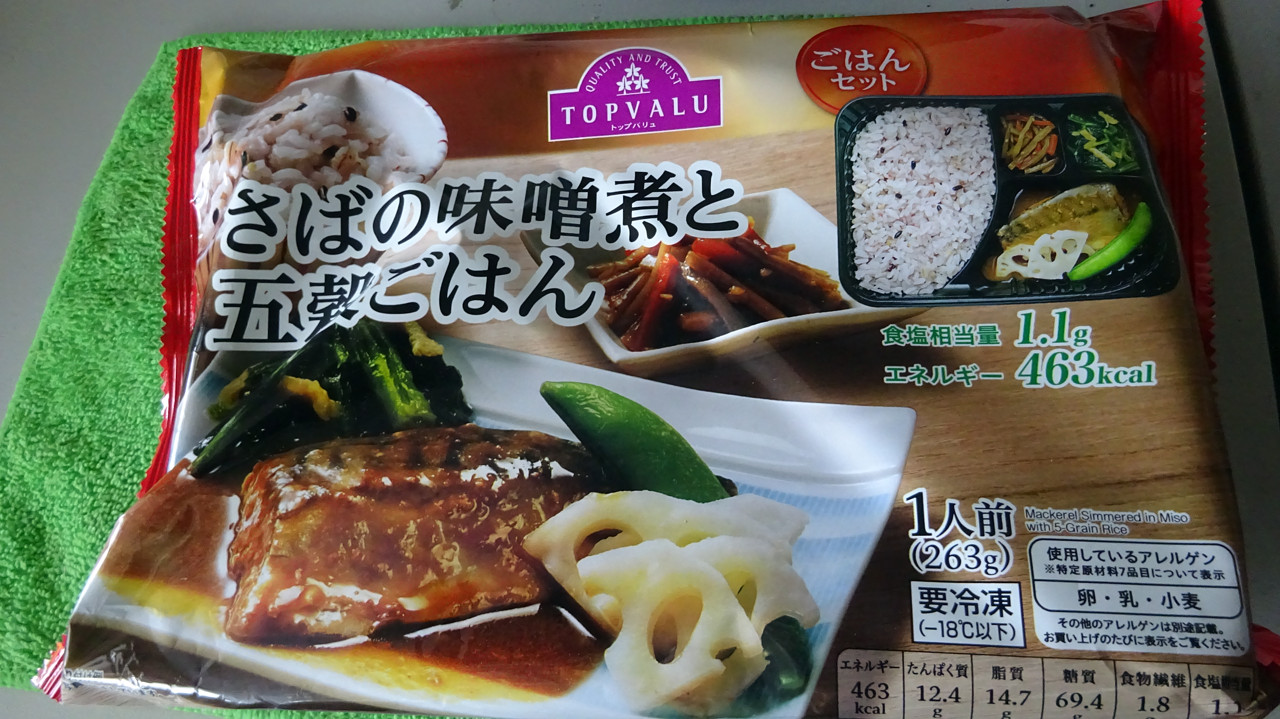 QUALITY AND TRUST
TOPVALU
トップバリュ
ごはん
セット
さばの味噌煮と
五穀ごはん
食塩相当量 1.1g
エネルギー 463kcal
1人前
(263g)
Mackerel Simmered in Miso
with 5-Grain Rice
要冷凍
(-18℃以下)
使用しているアレルゲン
※特定原材料7品目について表示
卵・乳・小麦
その他のアレルゲンは別途記載。
お買い上げのたびに表示をご覧ください。
エネルギー たんぱく質 脂質 糖質 食物繊維 食塩相当量
463 12.4 14.7 69.4 1.8 1.1
kcal g g g